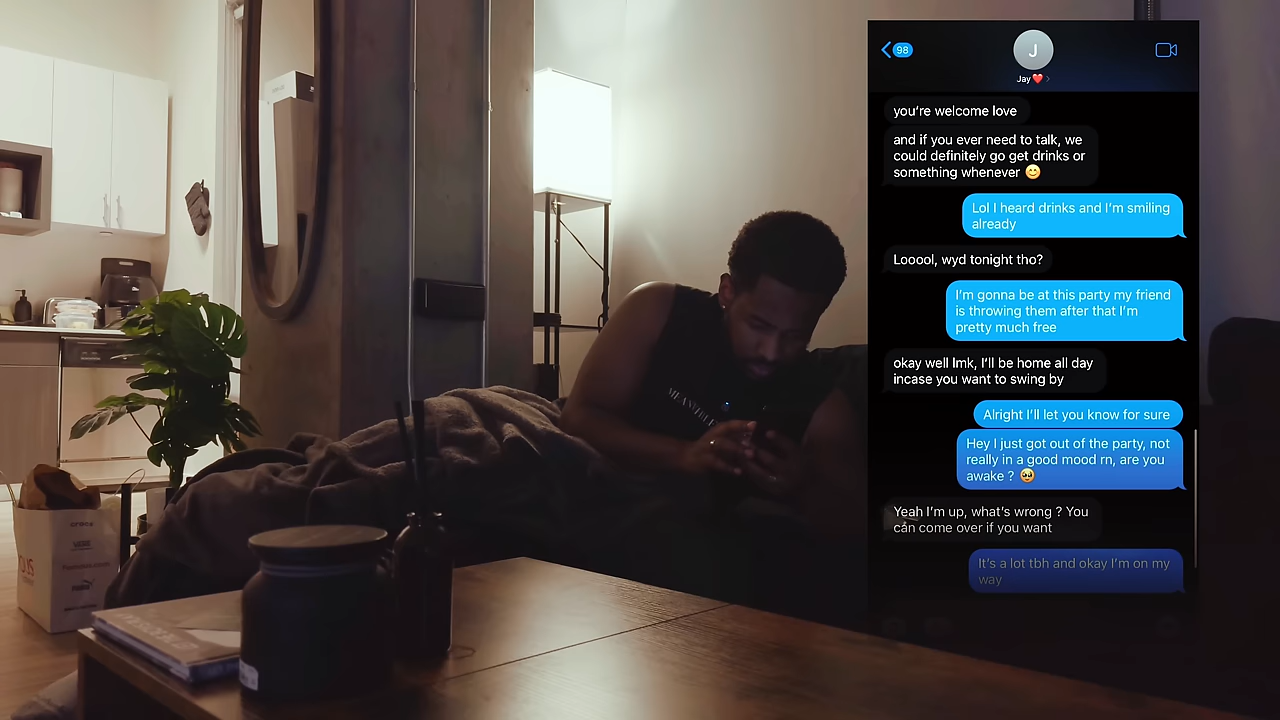 98
J
Jay❤️
you're welcome love
and if you ever need to talk, we
could definitely go get drinks or
something whenever 😊
Lol I heard drinks and I'm smiling
already
Looool, wyd tonight tho?
I'm gonna be at this party my friend
is throwing them after that I'm
pretty much free
okay well lmk, I'll be home all day
incase you want to swing by
Alright I'll let you know for sure
Hey I just got out of the party, not
really in a good mood rn, are you
awake ? 🥹
Yeah I'm up, what's wrong ? You
can come over if you want
It's a lot tbh and okay I'm on my
way